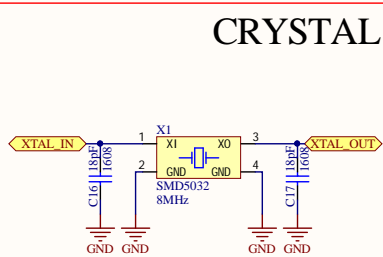 CRYSTAL
X1
XTAL_IN
1
XI
XO
3
XTAL_OUT
2
GND
GND
4
C16
18pF
1608
SMD5032
8MHz
C17
18pF
1608
GND
GND
GND
GND